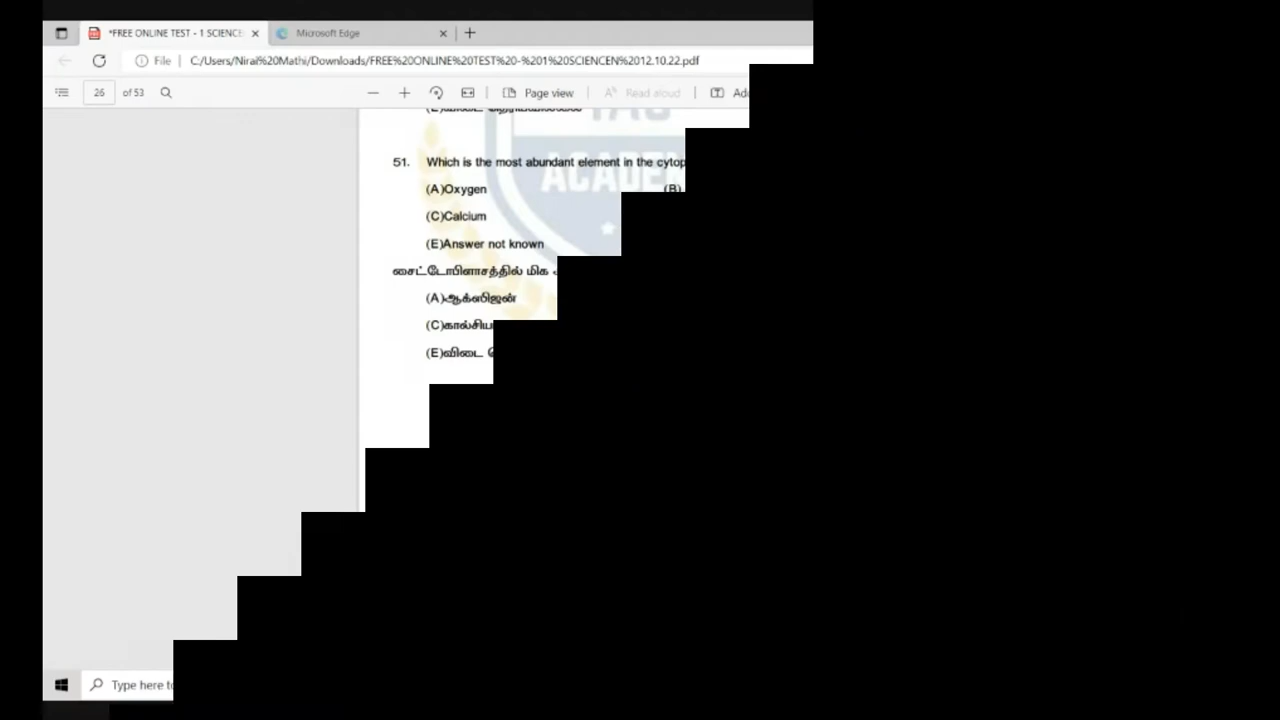 *FREE ONLINE TEST - 1 SCIENCE
Microsoft Edge
File
C:/Users/Nirai%20Mathi/Downloads/FREE%20ONLINE%20TEST%20-%201%20SCIENCEN%2012.10.22.pdf
26 of 53
Page view
Read aloud
51. Which is the most abundant element in the
(A)Oxygen (B)
(C)Calcium
(E)Answer not known
சைட்டோபிளாசத்தில் மிக
(A)ஆக்ஸிஜன்
(C)
(E)விடை
ACADEM
Type here